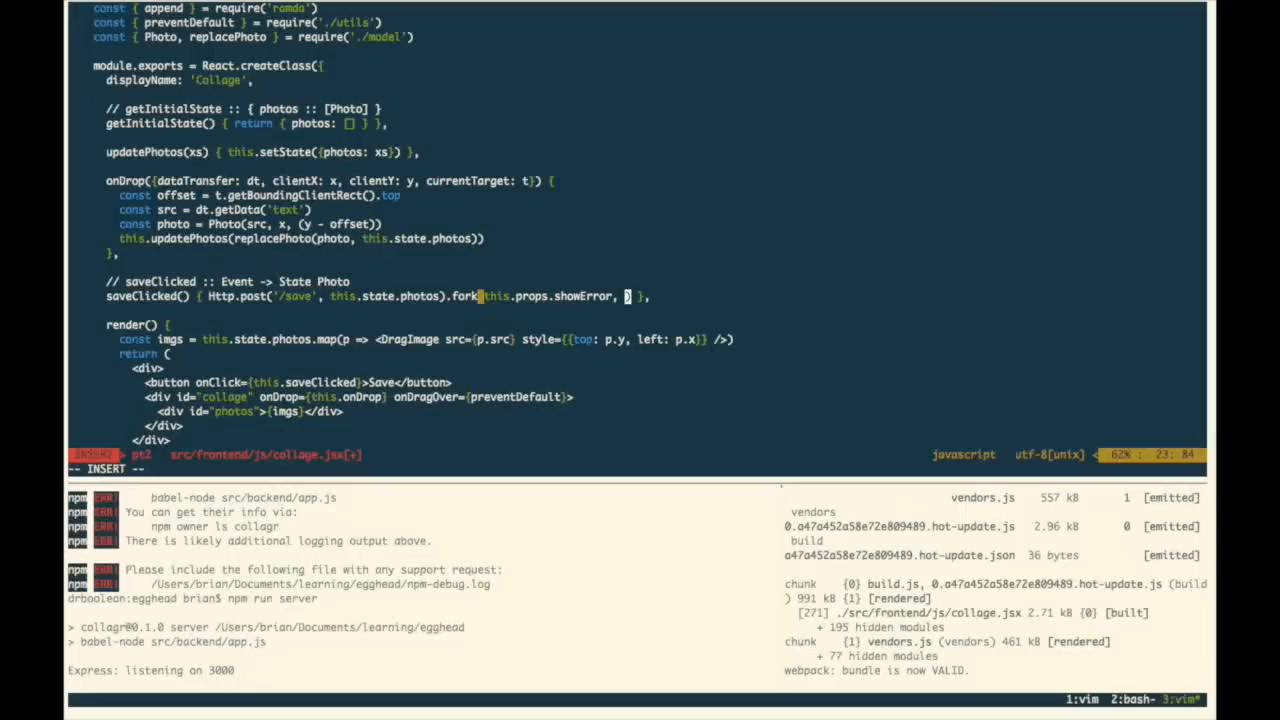 const { append } = require('ramda')
const { preventDefault } = require('./utils')
const { Photo, replacePhoto } = require('./model')
module.exports = React.createClass({
displayName: 'Collage',
// getInitialState :: { photos :: [Photo] }
getInitialState() { return { photos: [] } },
updatePhotos(xs) { this.setState({photos: xs}) },
onDrop({dataTransfer: dt, clientX: x, clientY: y, currentTarget: t}) {
const offset = t.getBoundingClientRect().top
const src = dt.getData('text')
const photo = Photo(src, x, (y - offset))
this.updatePhotos(replacePhoto(photo, this.state.photos))
},
// saveClicked :: Event -> State Photo
saveClicked() { Http.post('/save', this.state.photos).fork(this.props.showError, ) },
render() {
const imgs = this.state.photos.map(p => <DragImage src={p.src} style={{top: p.y, left: p.x}} />)
return (
<div>
<button onClick={this.saveClicked}>Save</button>
<div id="collage" onDrop={this.onDrop} onDragOver={preventDefault}>
<div id="photos">{imgs}</div>
</div>
</div>
INSERT pt2 src/frontend/js/collage.jsx[+] javascript utf-8[unix] < 62% : 23: 84
-- INSERT --
npm ERR! babel-node src/backend/app.js
npm ERR! You can get their info via:
npm ERR! npm owner ls collagr
npm ERR! There is likely additional logging output above.
npm ERR! Please include the following file with any support request:
npm ERR! /Users/brian/Documents/learning/egghead/npm-debug.log
drboolean:egghead brian$ npm run server
> collagr@0.1.0 server /Users/brian/Documents/learning/egghead
> babel-node src/backend/app.js
Express: listening on 3000
vendors.js 557 kB 1 [emitted]
vendors
0.a47a452a58e72e809489.hot-update.js 2.96 kB 0 [emitted]
build
a47a452a58e72e809489.hot-update.json 36 bytes [emitted]
chunk {0} build.js, 0.a47a452a58e72e809489.hot-update.js (build
) 991 kB {1} [rendered]
[271] ./src/frontend/js/collage.jsx 2.71 kB {0} [built]
+ 195 hidden modules
chunk {1} vendors.js (vendors) 461 kB [rendered]
+ 77 hidden modules
webpack: bundle is now VALID.
1:vim 2:bash- 3:vim*